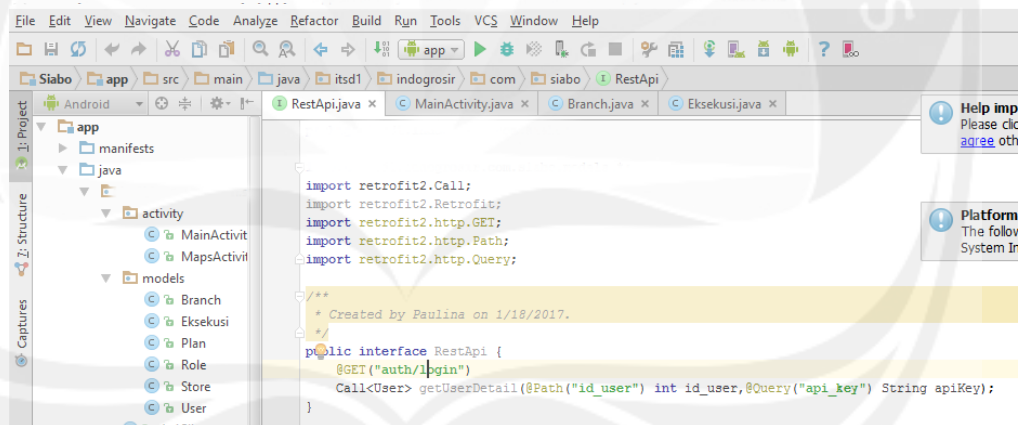 File Edit View Navigate Code Analyze Refactor Build Run Tools VCS Window Help
app
Siabo app src main java itsd1 indogrosir com siabo RestApi
Android
RestApi.java × MainActivity.java × Branch.java × Eksekusi.java ×
1: Project
7: Structure
Captures
app
manifests
java
activity
MainActivit
MapsActivit
models
Branch
Eksekusi
Plan
Role
Store
User
import retrofit2.Call;
import retrofit2.Retrofit;
import retrofit2.http.GET;
import retrofit2.http.Path;
import retrofit2.http.Query;
/**
* Created by Paulina on 1/18/2017.
*/
public interface RestApi {
@GET("auth/login")
Call<User> getUserDetail(@Path("id_user") int id_user,@Query("api_key") String apiKey);
}
Help imp
Please clic
agree oth
Platform
The follow
System In